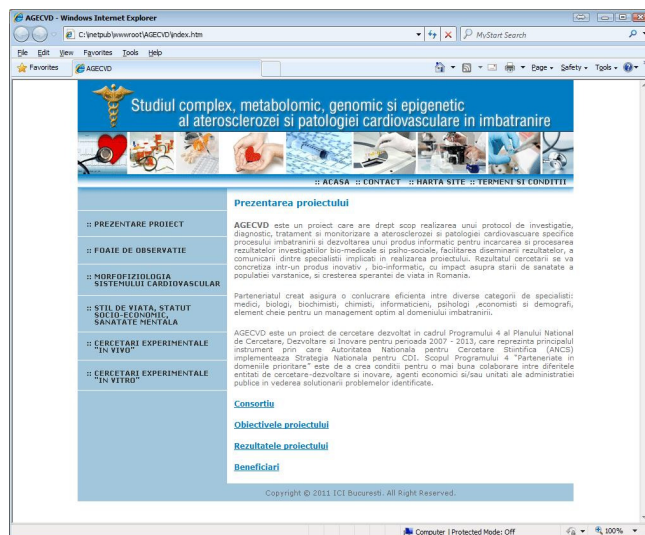 AGECVD - Windows Internet Explorer
C:\inetpub\wwwroot\AGECVD\index.htm
MyStart Search
File Edit View Favorites Tools Help
Favorites AGECVD
Page Safety Tools
Studiul complex, metabolomic, genomic si epigenetic
al aterosclerozei si patologiei cardiovasculare in imbatranire
:: ACASA :: CONTACT :: HARTA SITE :: TERMENI SI CONDITII
:: PREZENTARE PROIECT
:: FOAIE DE OBSERVATIE
:: MORFOFIZIOLOGIA
SISTEMULUI CARDIOVASCULAR
:: STIL DE VIATA, STATUT
SOCIO-ECONOMIC,
SANATATE MENTALA
:: CERCETARI EXPERIMENTALE
"IN VIVO"
:: CERCETARI EXPERIMENTALE
"IN VITRO"
Prezentarea proiectului
AGECVD este un proiect care are drept scop realizarea unui protocol de investigatie,
diagnostic, tratament si monitorizare a aterosclerozei si patologiei cardiovascuare specifice
procesului imbatranirii si dezvoltarea unui produs informatic pentru incarcarea si procesarea
rezultatelor investigatiilor bio-medicale si psiho-sociale, facilitarea diseminarii rezultatelor, a
comunicarii dintre specialistii implicati in realizarea proiectului. Rezultatul cercetarii se va
concretiza intr-un produs inovativ , bio-informatic, cu impact asupra starii de sanatate a
populatiei varstanice, si cresterea sperantei de viata in Romania.
Parteneriatul creat asigura o conlucrare eficienta intre diverse categorii de specialisti:
medici, biologi, biochimisti, chimisti, informaticieni, psihologi ,economisti si demografi,
element cheie pentru un management optim al domeniului imbatranirii.
AGECVD este un proiect de cercetare dezvoltat in cadrul Programului 4 al Planului National
de Cercetare, Dezvoltare si Inovare pentru perioada 2007 - 2013, care reprezinta principalul
instrument prin care Autoritatea Nationala pentru Cercetare Stiintifica (ANCS)
implementeaza Strategia Nationala pentru CDI. Scopul Programului 4 "Parteneriate in
domeniile prioritare" este de a crea conditii pentru o mai buna colaborare intre diferitele
entitati de cercetare-dezvoltare si inovare, agenti economici si/sau unitati ale administratiei
publice in vederea solutionarii problemelor identificate.
Consortiu
Obiectivele proiectului
Rezultatele proiectului
Beneficiari
Copyright © 2011 ICI Bucuresti. All Right Reserved.
Computer | Protected Mode: Off 100%